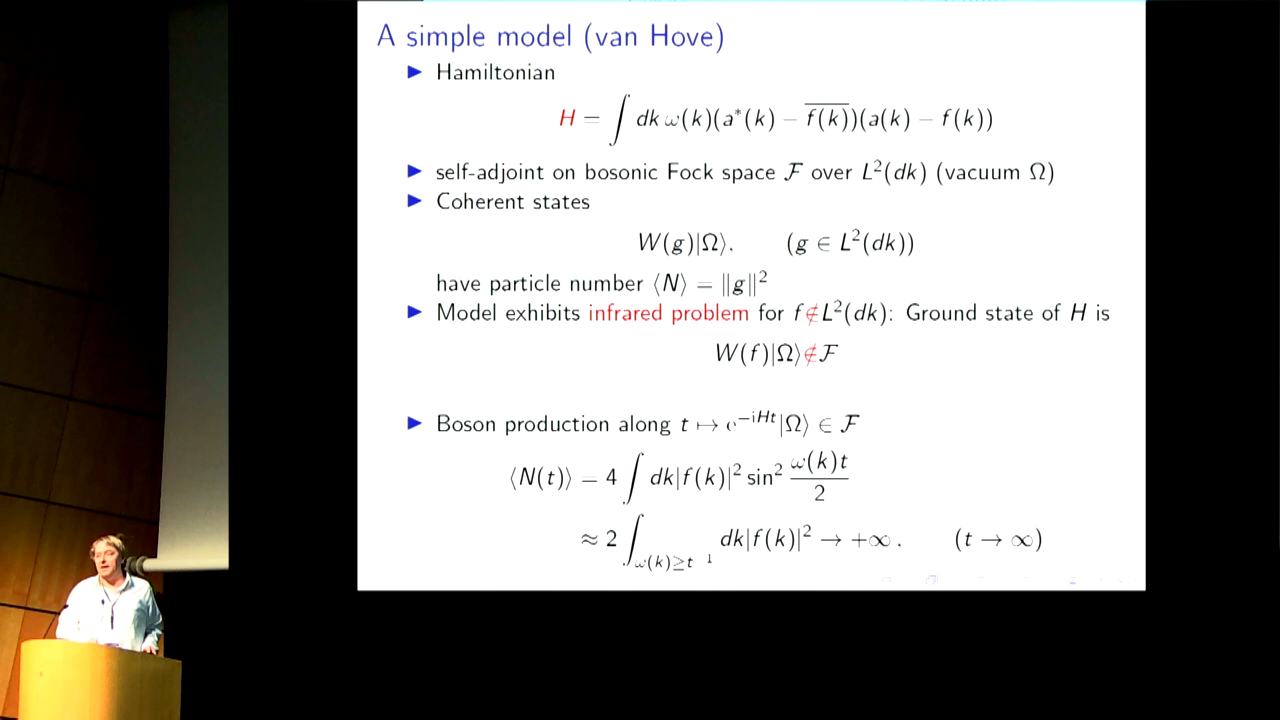 A simple model (van Hove)
▶ Hamiltonian
H = ∫ dk ω(k)(a*(k) − \overline{f(k)})(a(k) − f(k))
▶ self-adjoint on bosonic Fock space ℱ over L²(dk) (vacuum Ω)
▶ Coherent states
W(g)|Ω⟩. (g ∈ L²(dk))
have particle number ⟨N⟩ = ‖g‖²
▶ Model exhibits infrared problem for f∉L²(dk): Ground state of H is
W(f)|Ω⟩∉ℱ
▶ Boson production along t ↦ e^{−iHt}|Ω⟩ ∈ ℱ
⟨N(t)⟩ = 4 ∫ dk|f(k)|² sin² \frac{ω(k)t}{2}
≈ 2 ∫_{ω(k)≥t^{−1}} dk|f(k)|² → +∞. (t → ∞)